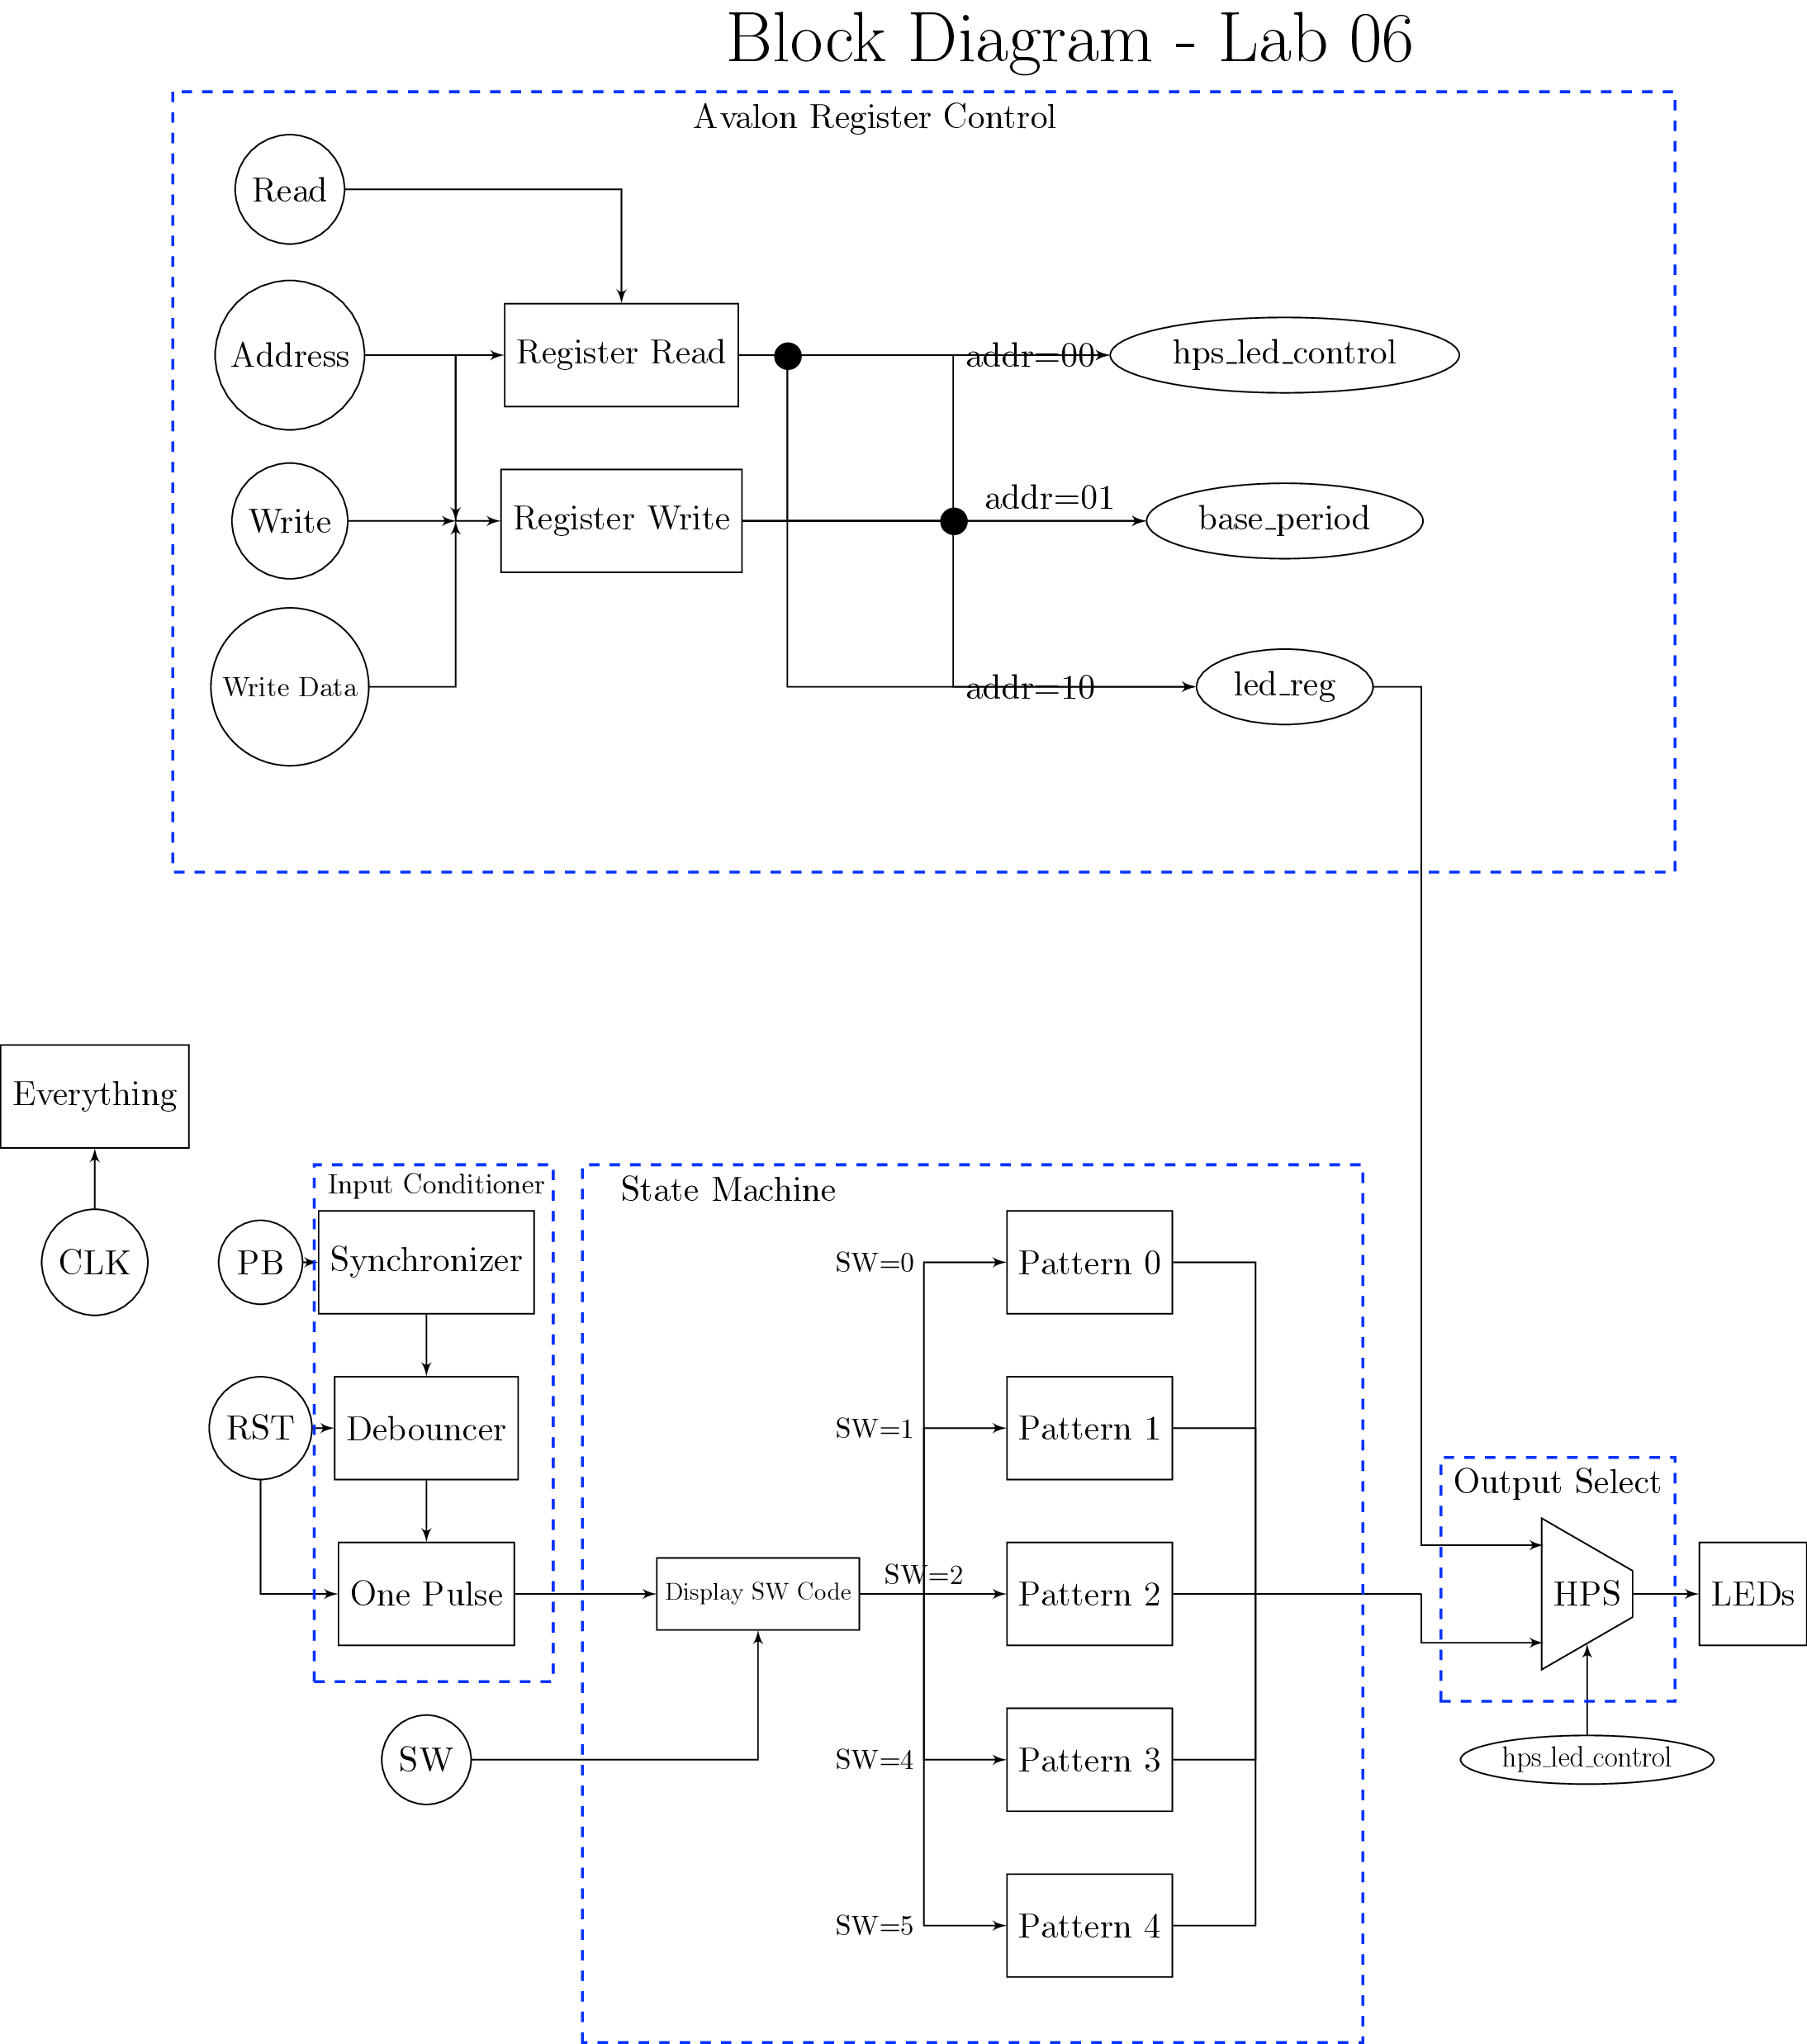 Block Diagram - Lab 06
Avalon Register Control
Read
Address
Register Read
addr=00
hps_led_control
Write
Register Write
addr=01
base_period
Write Data
addr=10
led_reg
Everything
CLK
Input Conditioner
PB
Synchronizer
RST
Debouncer
One Pulse
SW
State Machine
Display SW Code
SW=0
Pattern 0
SW=1
Pattern 1
SW=2
Pattern 2
SW=4
Pattern 3
SW=5
Pattern 4
Output Select
HPS
LEDs
hps_led_control